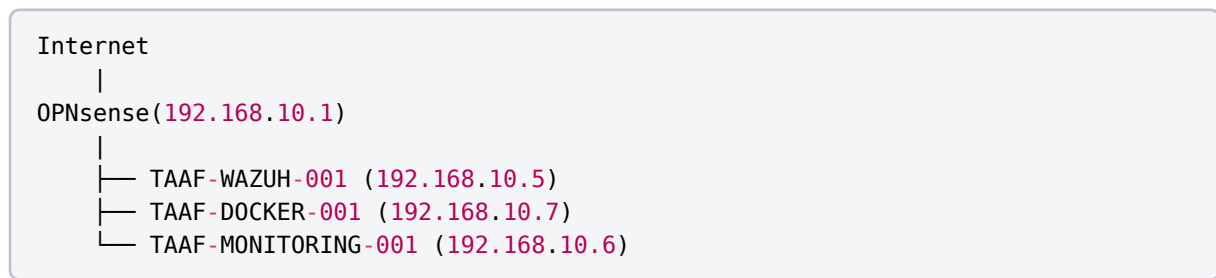 Internet
|
OPNsense(192.168.10.1)
|
├── TAAF-WAZUH-001 (192.168.10.5)
├── TAAF-DOCKER-001 (192.168.10.7)
└── TAAF-MONITORING-001 (192.168.10.6)